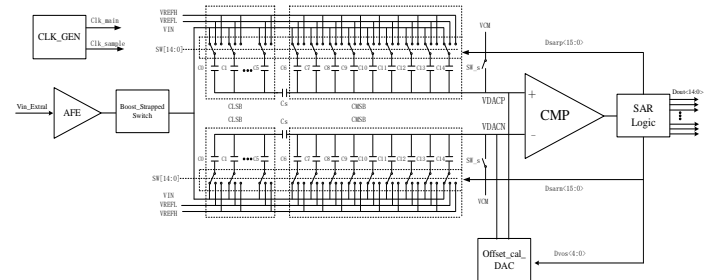 CLK_GEN
Clk_main
Clk_sample
VREFH
VREFL
VIN
SW[14:0]
C0 C1 C5 C6 C7 C8 C9 C10 C11 C12 C13 C14
CLSB
Cs
CMSB
VCM
SW_s
Dsarp<15:0>
Vin_Extral
AFE
Boost_Strapped
Switch
VDACP
VDACN
+
-
CMP
SAR
Logic
Dout<14:0>
CLSB
Cs
CMSB
C0 C1 C5 C6 C7 C8 C9 C10 C11 C12 C13 C14
SW[14:0]
VIN
VREFL
VREFH
SW_s
VCM
Dsarn<15:0>
Offset_cal_
DAC
Dvos<4:0>